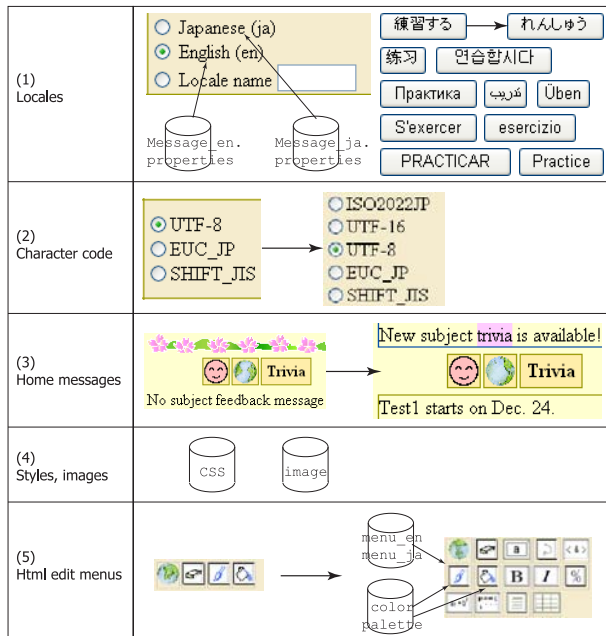 (1)
Locales
Japanese (ja)
English (en)
Locale name
Message_en.
properties
Message_ja.
properties
練習する れんしゅう
练习 연습합시다
Практика تدريب Üben
S'exercer esercizio
PRACTICAR Practice
(2)
Character code
UTF-8
EUC_JP
SHIFT_JIS
ISO2022JP
UTF-16
UTF-8
EUC_JP
SHIFT_JIS
(3)
Home messages
Trivia
No subject feedback message
New subject trivia is available!
Trivia
Test1 starts on Dec. 24.
(4)
Styles, images
CSS
image
(5)
Html edit menus
menu_en
menu_ja
color
palette
a
<↓>
B I %